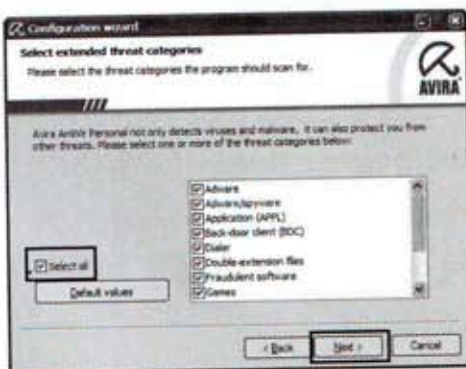 Configuration wizard
Select extended threat categories
Please select the threat categories the program should scan for.
AVIRA
Avira AntiVir Personal not only detects viruses and malware, it can also protect you from
other threats. Please select one or more of the threat categories below:
Adware
Adware/spyware
Application (APPL)
Back-door client (BDC)
Dialer
Double-extension files
Fraudulent software
Games
Select all
Default values
< Back
Next >
Cancel